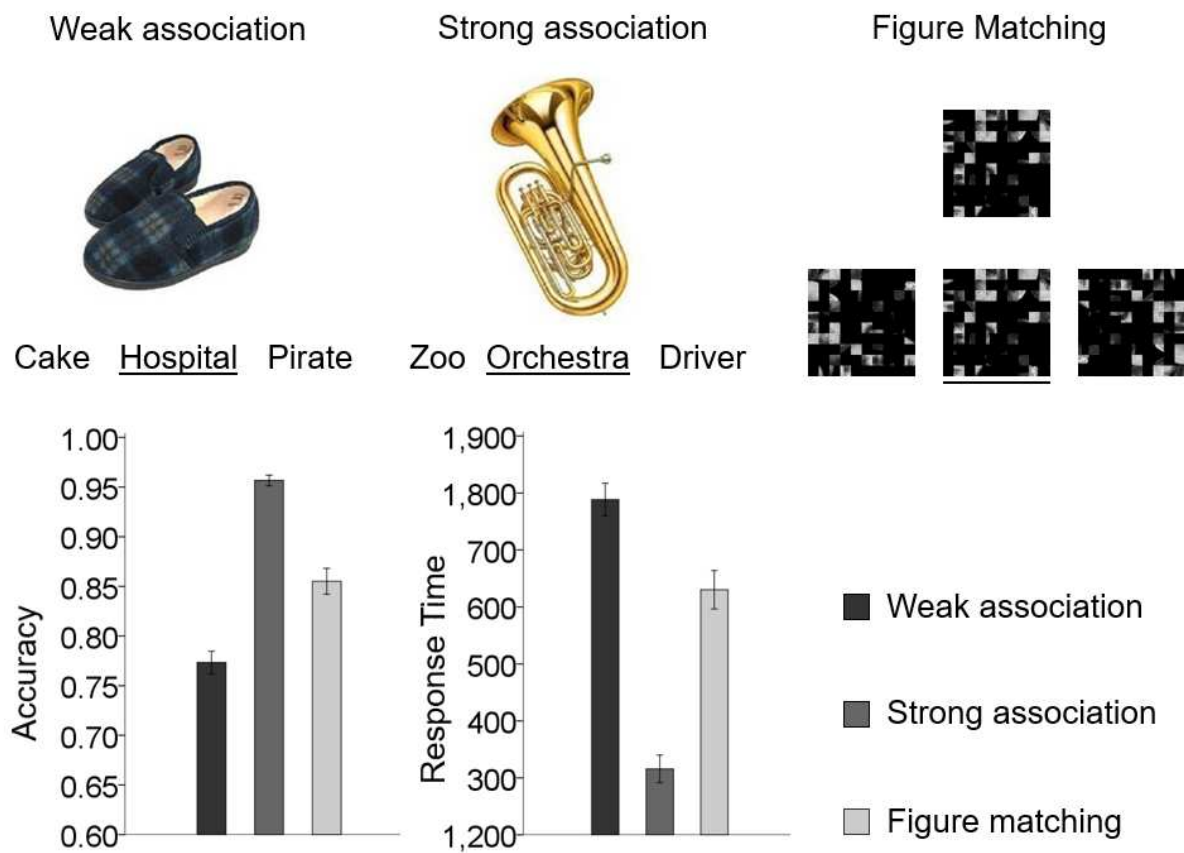 Weak association
Strong association
Figure Matching
Cake Hospital Pirate
Zoo Orchestra Driver
Accuracy
1.00
0.95
0.90
0.85
0.80
0.75
0.70
0.65
0.60
Response Time
1,900
1,800
700
600
500
400
300
1,200
Weak association
Strong association
Figure matching